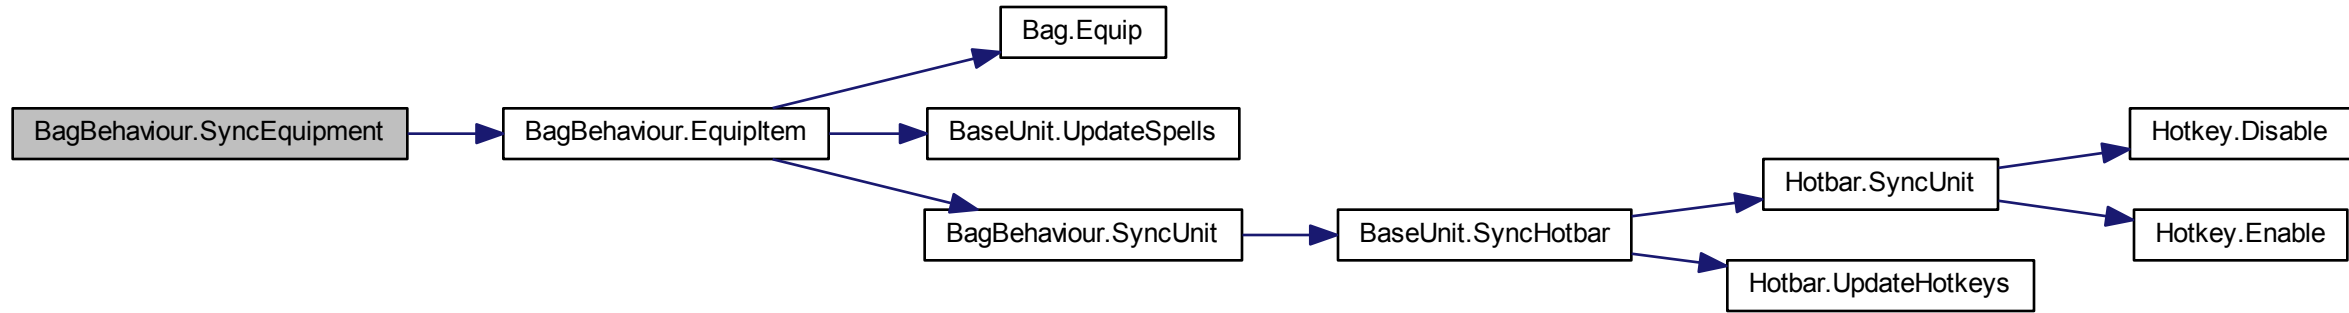 Bag.Equip
BagBehaviour.SyncEquipment
BagBehaviour.EquipItem
BaseUnit.UpdateSpells
BagBehaviour.SyncUnit
BaseUnit.SyncHotbar
Hotbar.SyncUnit
Hotbar.UpdateHotkeys
Hotkey.Disable
Hotkey.Enable